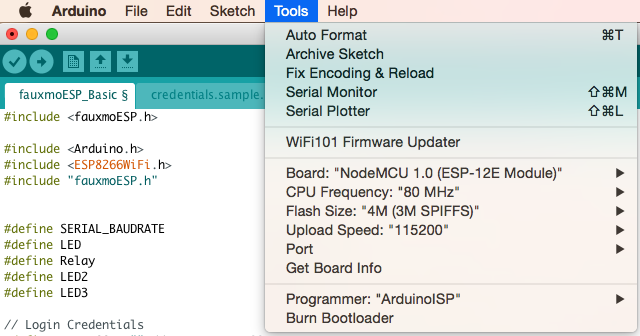 Arduino File Edit Sketch Tools Help
fauxmoESP_Basic § credentials.sample.
#include <fauxmoESP.h>
#include <Arduino.h>
#include <ESP8266WiFi.h>
#include "fauxmoESP.h"
#define SERIAL_BAUDRATE
#define LED
#define Relay
#define LED2
#define LED3
// Login Credentials
Auto Format ⌘T
Archive Sketch
Fix Encoding & Reload
Serial Monitor ⇧⌘M
Serial Plotter ⇧⌘L
WiFi101 Firmware Updater
Board: "NodeMCU 1.0 (ESP-12E Module)"
CPU Frequency: "80 MHz"
Flash Size: "4M (3M SPIFFS)"
Upload Speed: "115200"
Port
Get Board Info
Programmer: "ArduinoISP"
Burn Bootloader